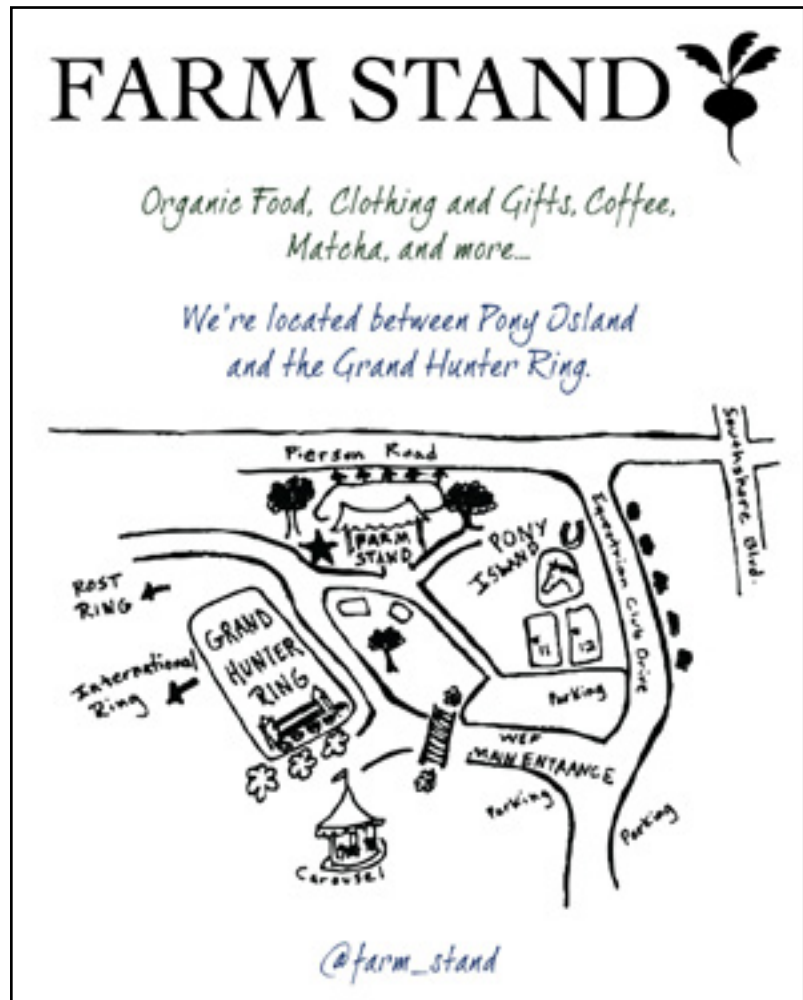 FARM STAND
Organic Food, Clothing and Gifts, Coffee,
Matcha, and more...
We're located between Pony Island
and the Grand Hunter Ring.
Southshore Blvd.
Pierson Road
FARM
STAND
PONY
ISLAND
Equestrian Club Drive
ROST
RING
GRAND
HUNTER
RING
International
Ring
11
12
Parking
WEF
MAIN ENTRANCE
Parking
Parking
Carousel
@farm_stand